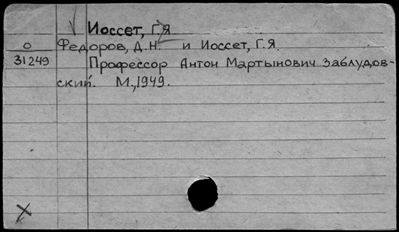 Иоссет, Г.Я
О
31249
Федоров, Д.Н. и Иоссет, Г.Я.
Профессор Антон Мартынович Заблудов-
ский. М., 1949.